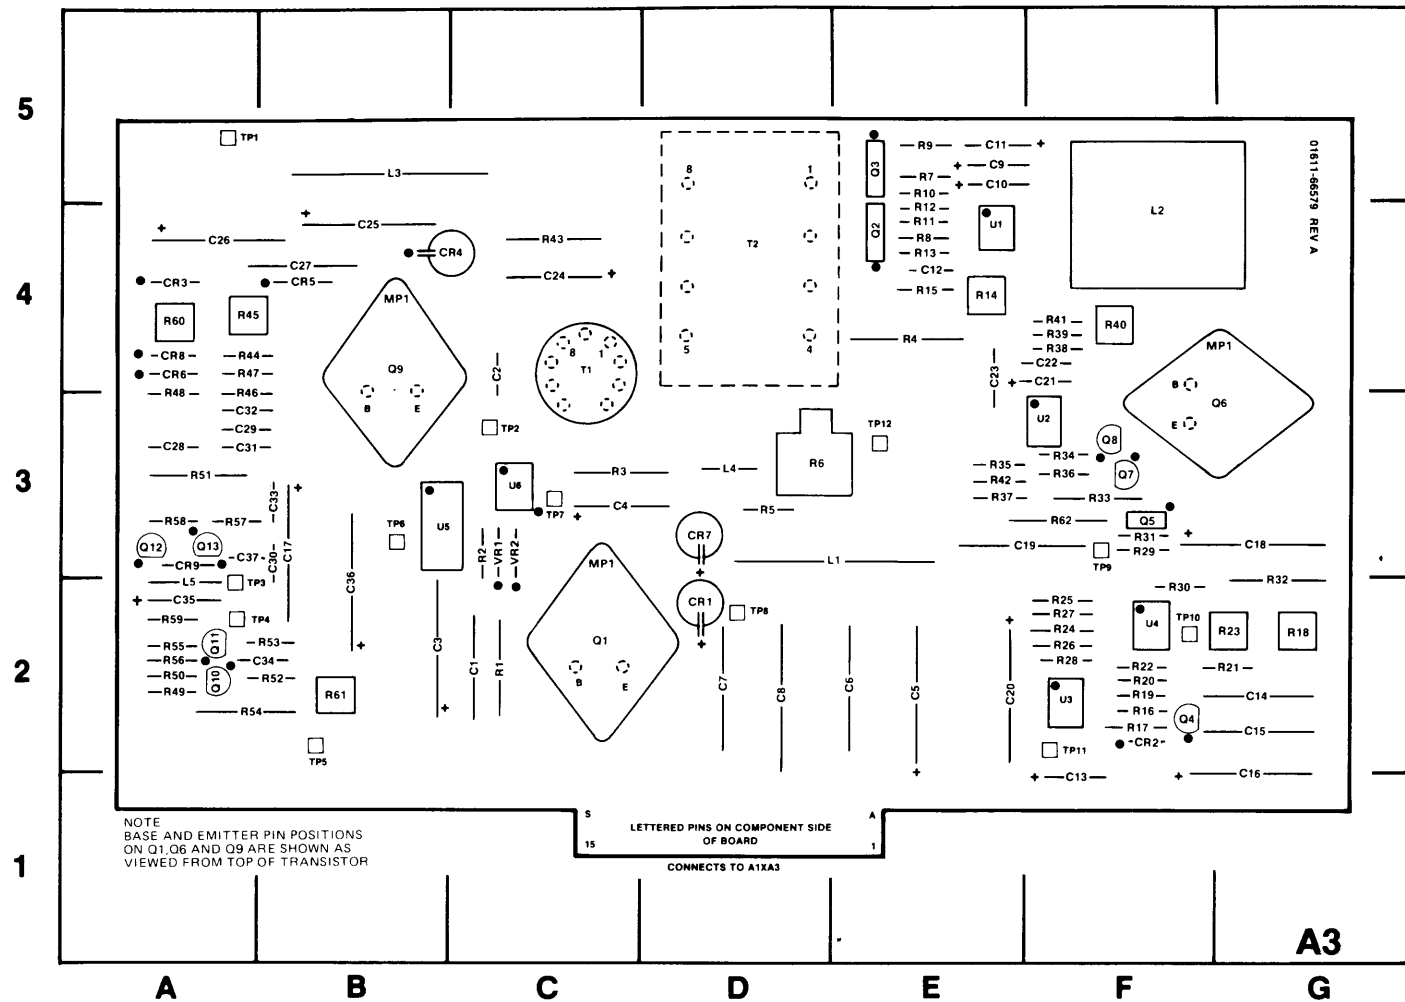 5
TP1
R9
C11
+
+ C9
Q3
8
1
L3
R7
+ C10
R10
01611-66579 REV A
+
R12
U1
L2
+
C25
R11
C26
Q2
T2
CR4
R43
R8
R13
C27
C12
C24 +
4
CR3
CR5
R15
R14
MP1
R60
R45
R41
R40
R39
8
1
5
4
R4
R38
MP1
CR8
R44
C22
T1
Q9
C2
C23
CR6
R47
+ C21
B
R48
R46
B
E
Q6
C32
U2
E
C29
TP2
TP12
Q8
C28
C31
R34
L4
R6
R35
R51
R3
R36
Q7
3
U6
R42
+
C33
TP7
R37
R33
C4
R5
+
R58
R57
TP6
U5
R62
Q5
CR7
R31
+
Q12
Q13
C17
R2
VR1
VR2
C19
C18
R29
C37
C30
CR9
L1
MP1
TP9
+
L5
TP3
C36
R30
R32
+ C35
CR1
R25
TP8
R27
U4
TP10
R59
TP4
+
R24
R23
R18
Q11
R55
R53
C3
C1
R1
Q1
+
R26
R56
C34
+
R28
2
B
E
R22
R21
R50
Q10
R52
C7
C8
C6
C5
C20
R20
R49
R61
U3
R19
C14
R54
+
R16
Q4
R17
C15
TP5
TP11
CR2
+
+ C13
+
C16
NOTE
BASE AND EMITTER PIN POSITIONS
ON Q1,Q6 AND Q9 ARE SHOWN AS
VIEWED FROM TOP OF TRANSISTOR
S
A
LETTERED PINS ON COMPONENT SIDE
OF BOARD
15
1
1
CONNECTS TO A1XA3
A3
A
B
C
D
E
F
G